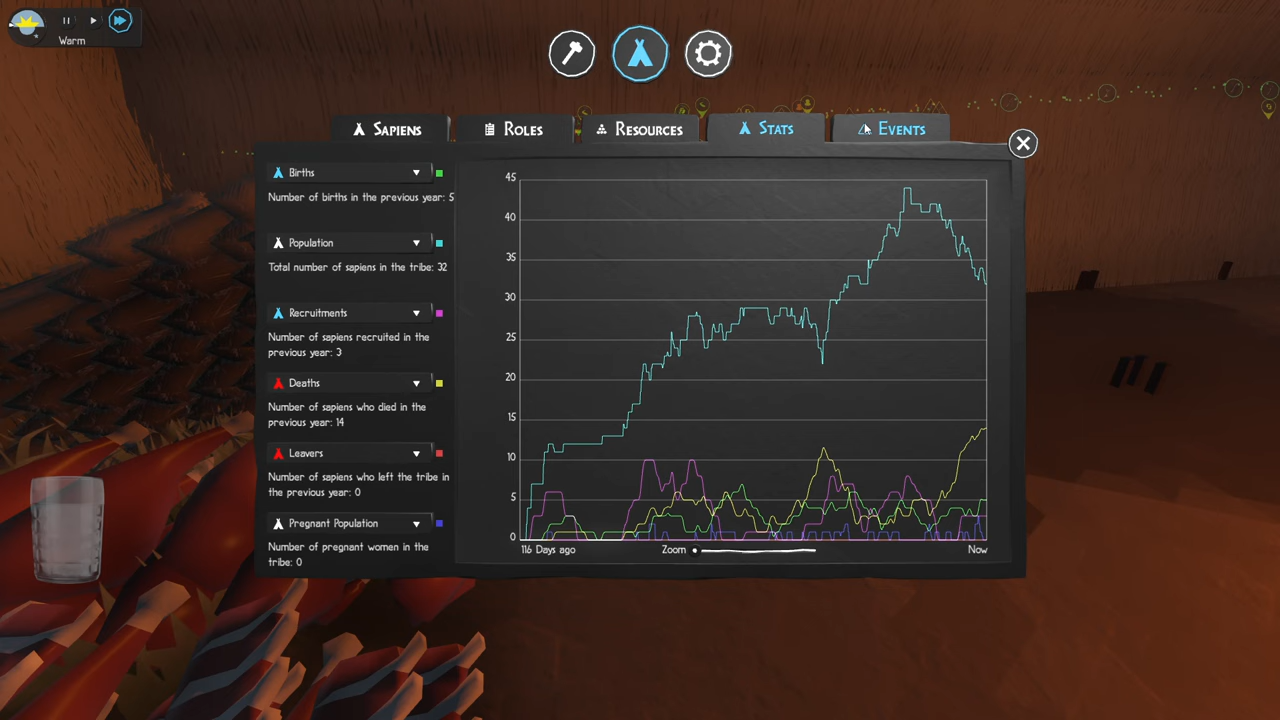 Warm
Sapiens
Roles
Resources
Stats
Events
Births
Number of births in the previous year: 5
Population
Total number of sapiens in the tribe: 32
Recruitments
Number of sapiens recruited in the
previous year: 3
Deaths
Number of sapiens who died in the
previous year: 14
Leavers
Number of sapiens who left the tribe in
the previous year: 0
Pregnant Population
Number of pregnant women in the
tribe: 0
45
40
35
30
25
20
15
10
5
0
116 Days ago
Zoom
Now